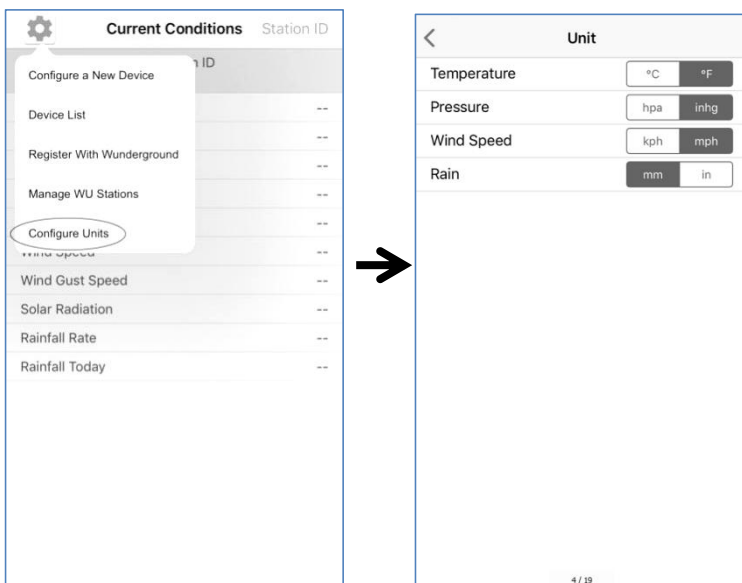 Current Conditions Station ID
n ID
Configure a New Device
Device List
Register With Wunderground
Manage WU Stations
Configure Units
Wind Speed
Wind Gust Speed
Solar Radiation
Rainfall Rate
Rainfall Today
--
--
--
--
--
--
--
--
--
--
Unit
Temperature °C °F
Pressure hpa inhg
Wind Speed kph mph
Rain mm in
4 / 19